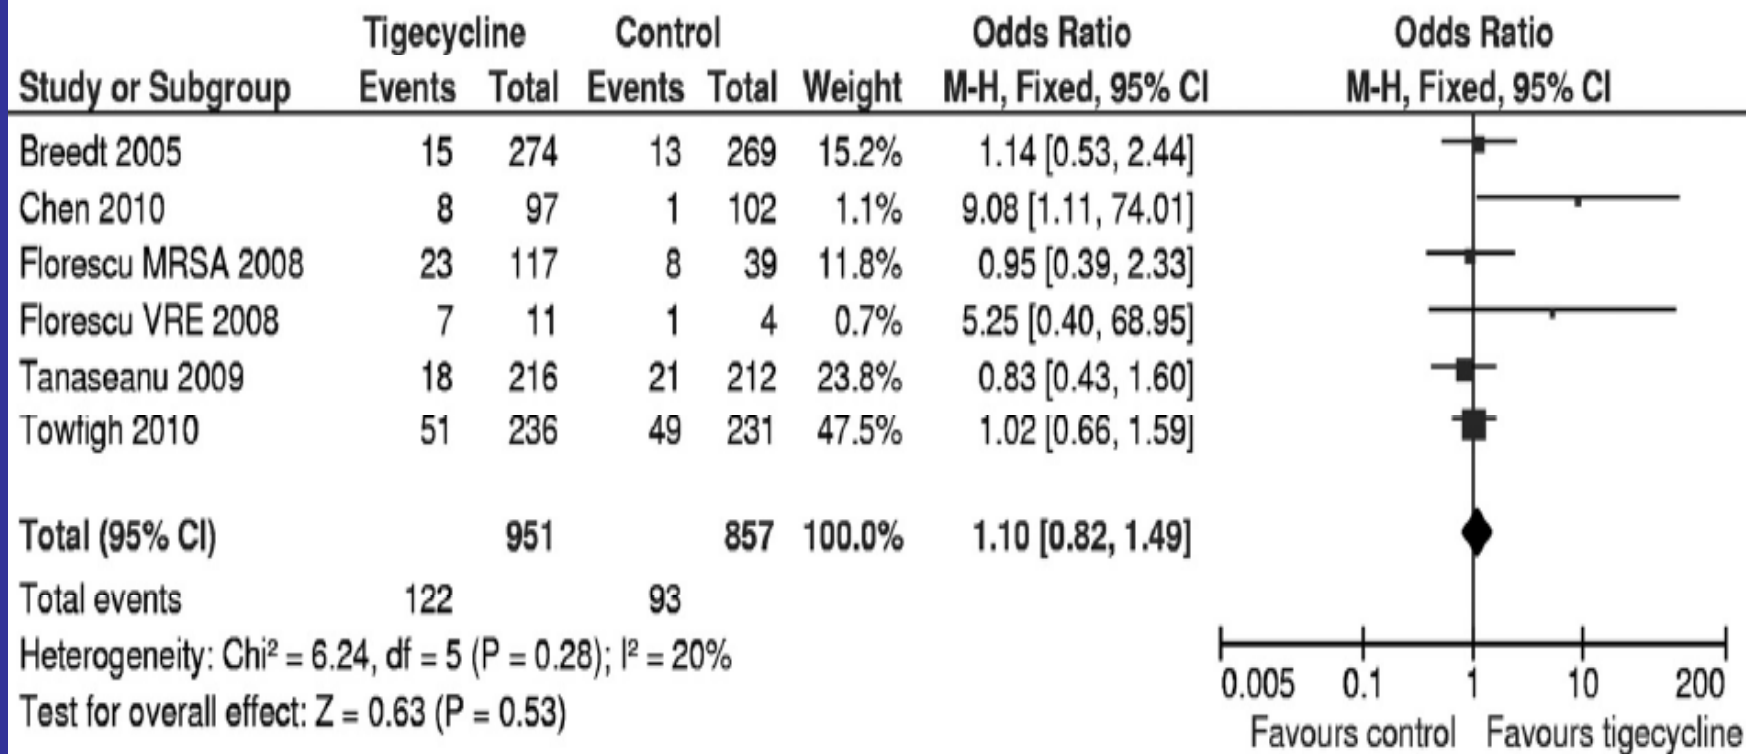 Tigecycline Control Odds Ratio Odds Ratio
Study or Subgroup Events Total Events Total Weight M-H, Fixed, 95% CI M-H, Fixed, 95% CI
Breedt 2005 15 274 13 269 15.2% 1.14 [0.53, 2.44]
Chen 2010 8 97 1 102 1.1% 9.08 [1.11, 74.01]
Florescu MRSA 2008 23 117 8 39 11.8% 0.95 [0.39, 2.33]
Florescu VRE 2008 7 11 1 4 0.7% 5.25 [0.40, 68.95]
Tanaseanu 2009 18 216 21 212 23.8% 0.83 [0.43, 1.60]
Towfigh 2010 51 236 49 231 47.5% 1.02 [0.66, 1.59]
Total (95% CI) 951 857 100.0% 1.10 [0.82, 1.49]
Total events 122 93
Heterogeneity: Chi² = 6.24, df = 5 (P = 0.28); I² = 20%
Test for overall effect: Z = 0.63 (P = 0.53)
0.005 0.1 1 10 200
Favours control Favours tigecycline